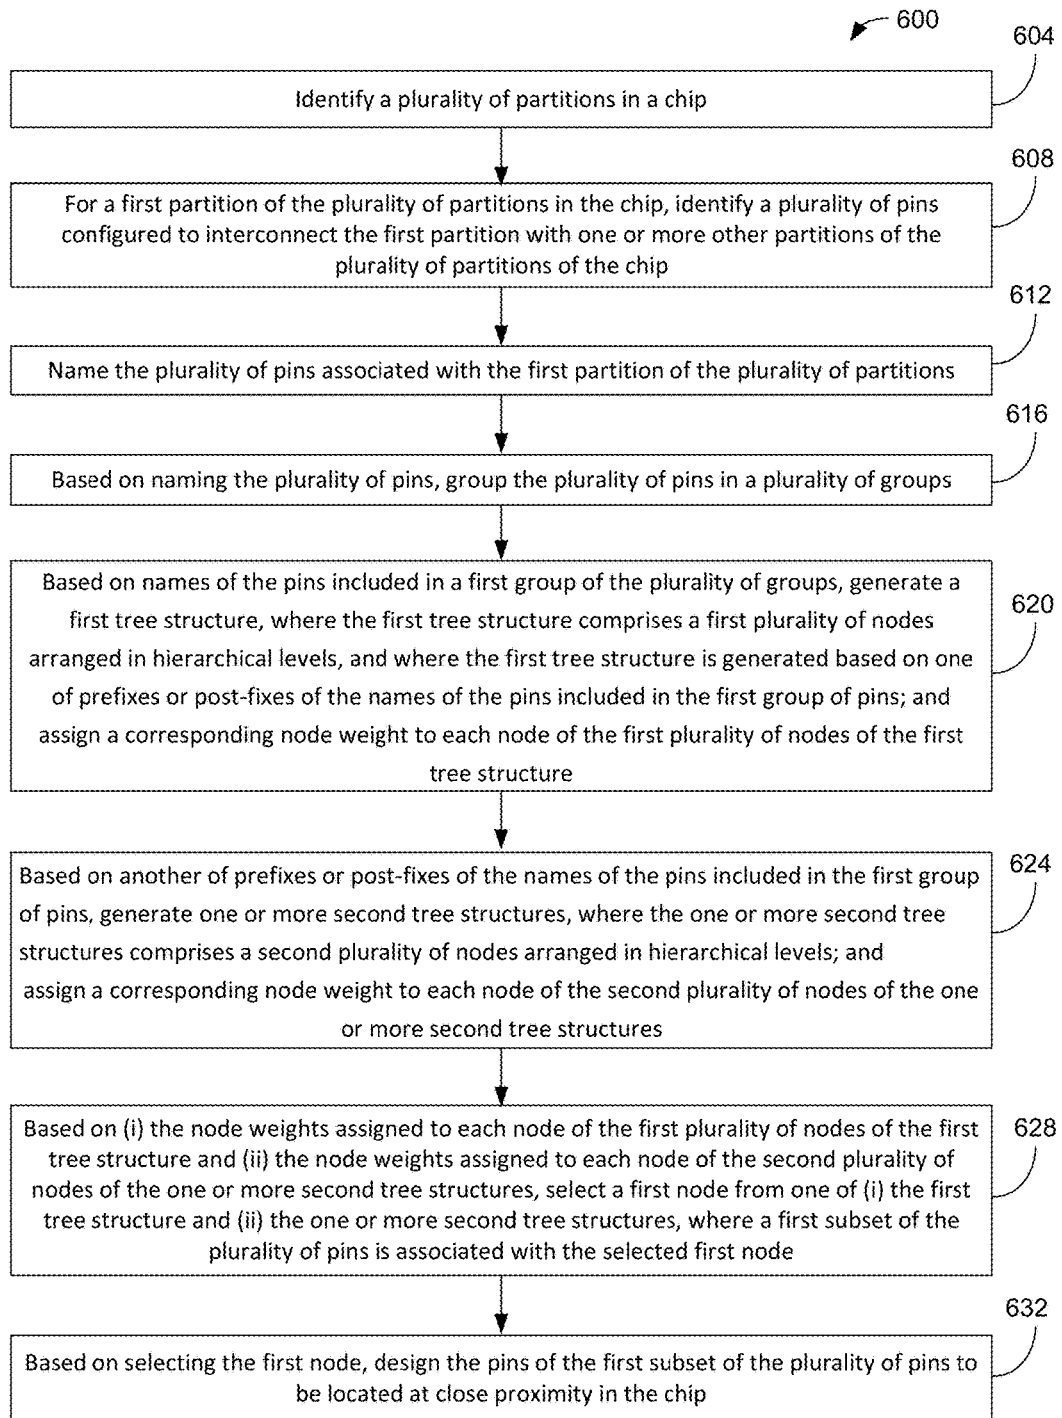 600
604
Identify a plurality of partitions in a chip
608
For a first partition of the plurality of partitions in the chip, identify a plurality of pins
configured to interconnect the first partition with one or more other partitions of the
plurality of partitions of the chip
612
Name the plurality of pins associated with the first partition of the plurality of partitions
616
Based on naming the plurality of pins, group the plurality of pins in a plurality of groups
620
Based on names of the pins included in a first group of the plurality of groups, generate a
first tree structure, where the first tree structure comprises a first plurality of nodes
arranged in hierarchical levels, and where the first tree structure is generated based on one
of prefixes or post-fixes of the names of the pins included in the first group of pins; and
assign a corresponding node weight to each node of the first plurality of nodes of the first
tree structure
624
Based on another of prefixes or post-fixes of the names of the pins included in the first group
of pins, generate one or more second tree structures, where the one or more second tree
structures comprises a second plurality of nodes arranged in hierarchical levels; and
assign a corresponding node weight to each node of the second plurality of nodes of the one
or more second tree structures
628
Based on (i) the node weights assigned to each node of the first plurality of nodes of the first
tree structure and (ii) the node weights assigned to each node of the second plurality of
nodes of the one or more second tree structures, select a first node from one of (i) the first
tree structure and (ii) the one or more second tree structures, where a first subset of the
plurality of pins is associated with the selected first node
632
Based on selecting the first node, design the pins of the first subset of the plurality of pins to
be located at close proximity in the chip